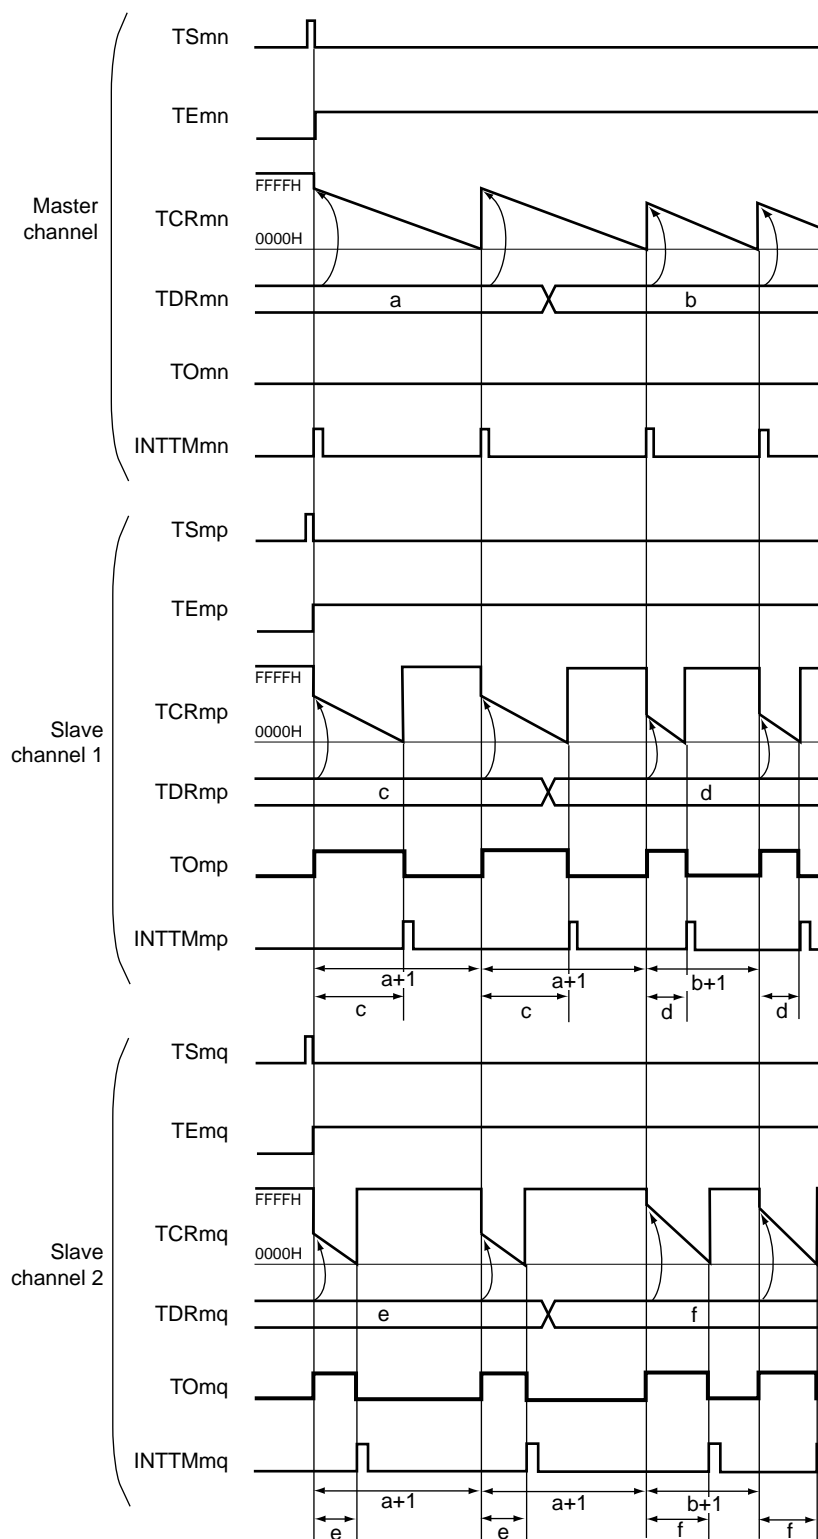 TSmn
TEmn
FFFFH
Master
channel
TCRmn
0000H
TDRmn
a
b
TOmn
INTTMmn
TSmp
TEmp
FFFFH
Slave
channel 1
TCRmp
0000H
TDRmp
c
d
TOmp
INTTMmp
a+1
a+1
b+1
c
c
d
d
TSmq
TEmq
FFFFH
Slave
channel 2
TCRmq
0000H
TDRmq
e
f
TOmq
INTTMmq
a+1
a+1
b+1
e
e
f
f